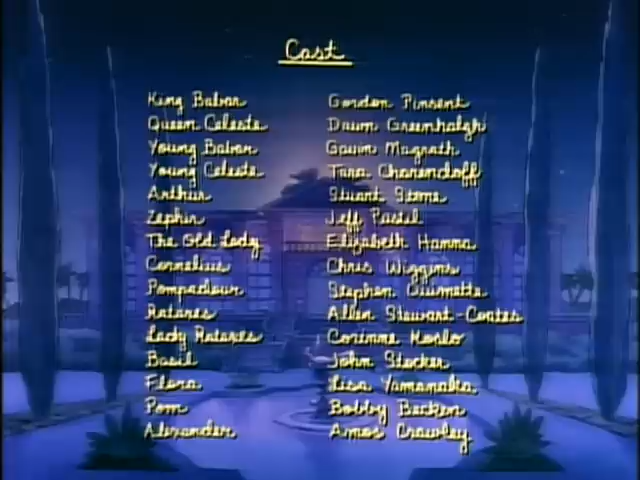 Cast
King Babar Gordon Pinsent
Queen Celeste Dawn Greenhalgh
Young Babar Gavin Magrath
Young Celeste Tara Charendoff
Arthur Stuart Stone
Zephir Jeff Pustil
The Old Lady Elizabeth Hanna
Cornelius Chris Wiggins
Pompadour Stephen Ouimette
Rataxes Allen Stewart-Coates
Lady Rataxes Corinne Koslo
Basil John Stocker
Flora Lisa Yamanaka
Pom Bobby Becken
Alexander Amos Crawley